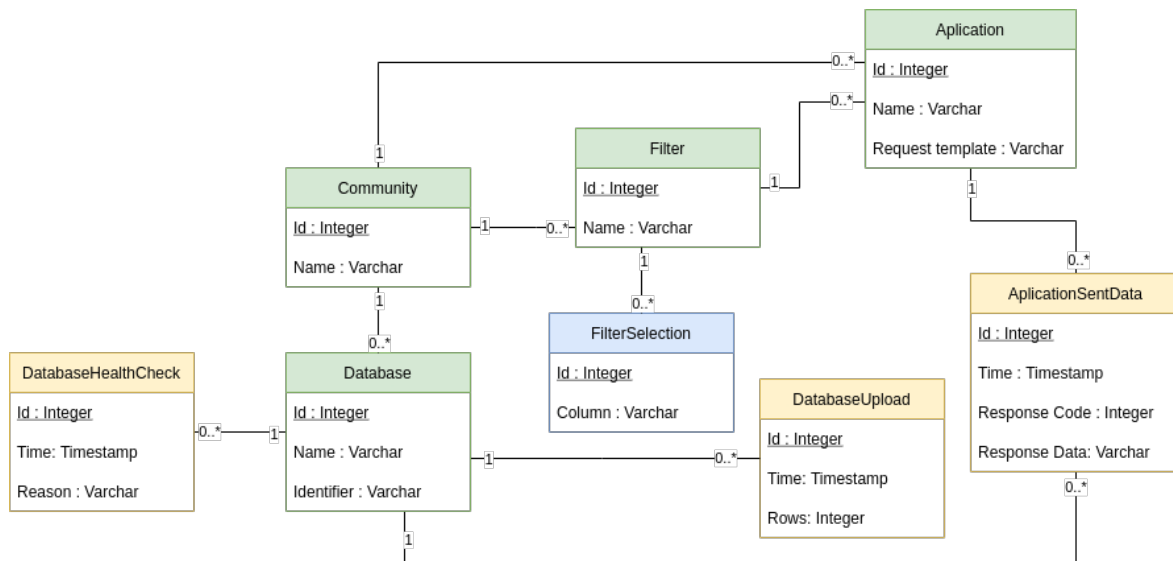 Aplication
Id : Integer
Name : Varchar
Request template : Varchar
0..*
0..*
1
1
1
Filter
Id : Integer
Name : Varchar
Community
Id : Integer
Name : Varchar
1
0..*
1
0..*
1
0..*
0..*
AplicationSentData
Id : Integer
Time : Timestamp
Response Code : Integer
Response Data: Varchar
0..*
FilterSelection
Id : Integer
Column : Varchar
DatabaseHealthCheck
Id : Integer
Time: Timestamp
Reason : Varchar
0..*
1
Database
Id : Integer
Name : Varchar
Identifier : Varchar
1
0..*
1
DatabaseUpload
Id : Integer
Time: Timestamp
Rows: Integer